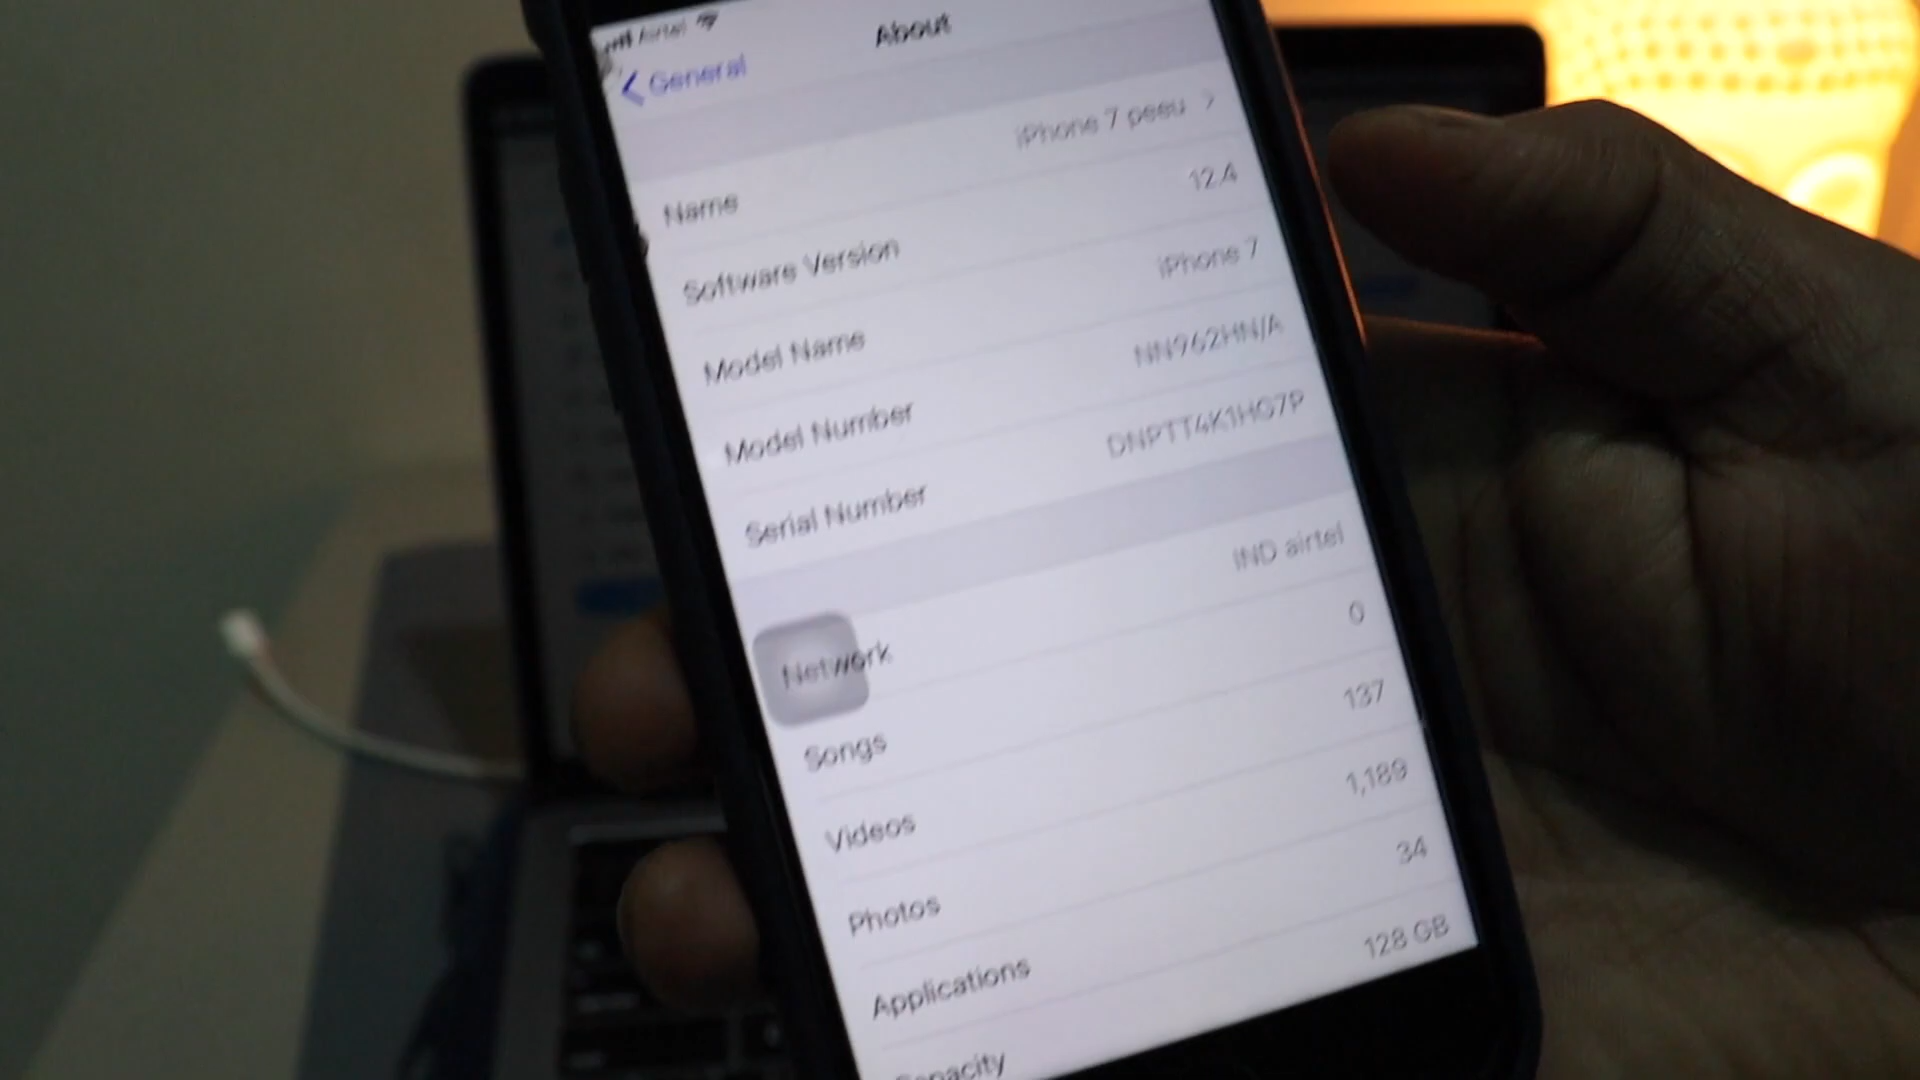 Airtel
About
General
Name iPhone 7 peeu
Software Version 12.4
Model Name iPhone 7
Model Number NN962HN/A
Serial Number DNPTT4K1HG7P
Network IND airtel
Songs 0
Videos 137
Photos 1,189
Applications 34
Capacity 128 GB